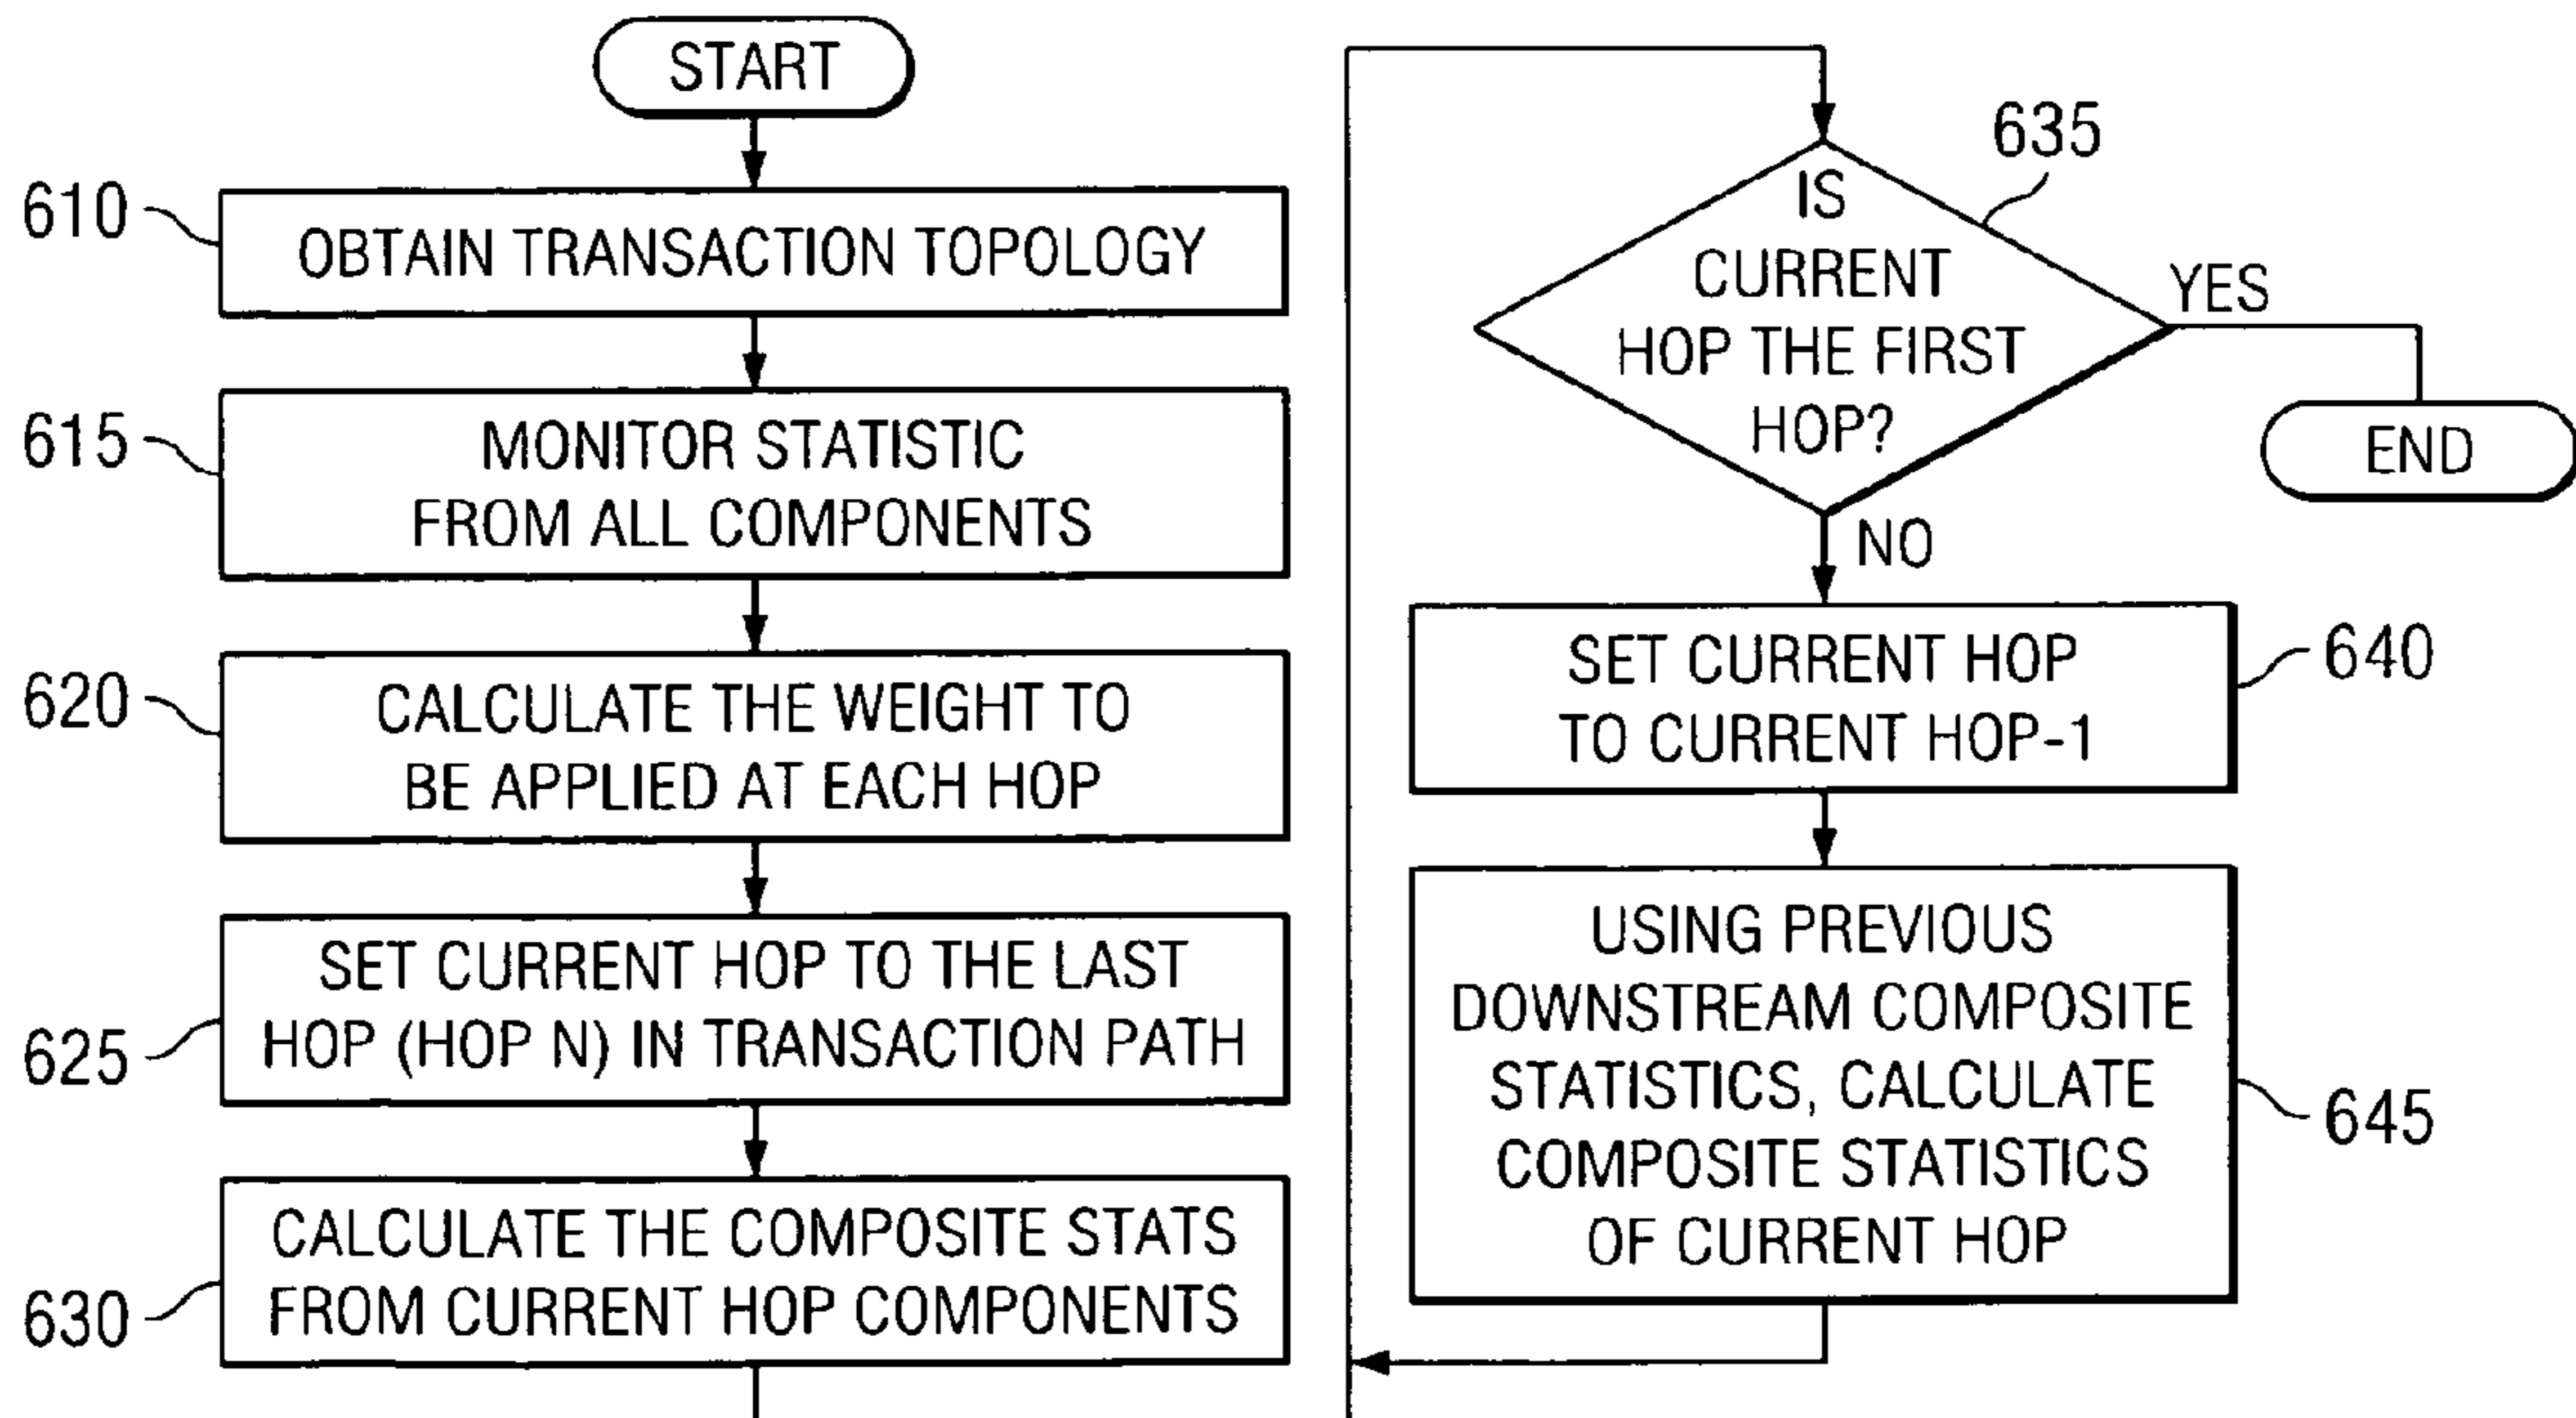 START
610
OBTAIN TRANSACTION TOPOLOGY
615
MONITOR STATISTIC
FROM ALL COMPONENTS
620
CALCULATE THE WEIGHT TO
BE APPLIED AT EACH HOP
625
SET CURRENT HOP TO THE LAST
HOP (HOP N) IN TRANSACTION PATH
630
CALCULATE THE COMPOSITE STATS
FROM CURRENT HOP COMPONENTS
635
IS
CURRENT
HOP THE FIRST
HOP?
YES
END
NO
SET CURRENT HOP
TO CURRENT HOP-1
640
USING PREVIOUS
DOWNSTREAM COMPOSITE
STATISTICS, CALCULATE
COMPOSITE STATISTICS
OF CURRENT HOP
645